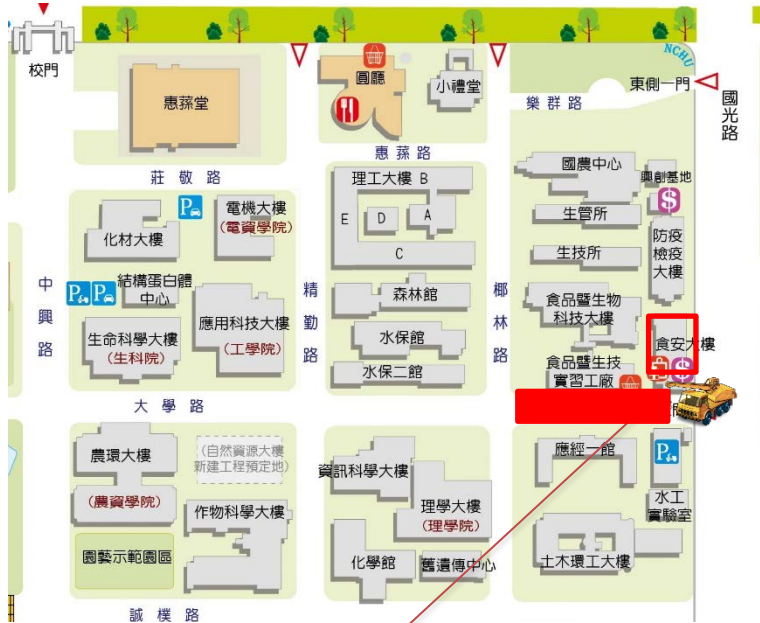 校門
惠蓀堂
圓廳
小禮堂
NCHU
東側一門
國光路
樂群路
惠蓀路
莊敬路
國農中心
興創基地
$
理工大樓 B
E
D
A
C
生管所
生技所
防疫
檢疫
大樓
P
電機大樓
(電資學院)
化材大樓
中興路
P
P
結構蛋白體
中心
精勤路
森林館
椰林路
食品暨生物
科技大樓
應用科技大樓
(工學院)
生命科學大樓
(生科院)
水保館
水保二館
食安大樓
食品暨生技
實習工廠
$
大學路
農環大樓
(農資學院)
(自然資源大樓
新建工程預定地)
作物科學大樓
園藝示範園區
資訊科學大樓
理學大樓
(理學院)
化學館
舊遺傳中心
應經一館
P
水工
實驗室
土木環工大樓
誠樸路